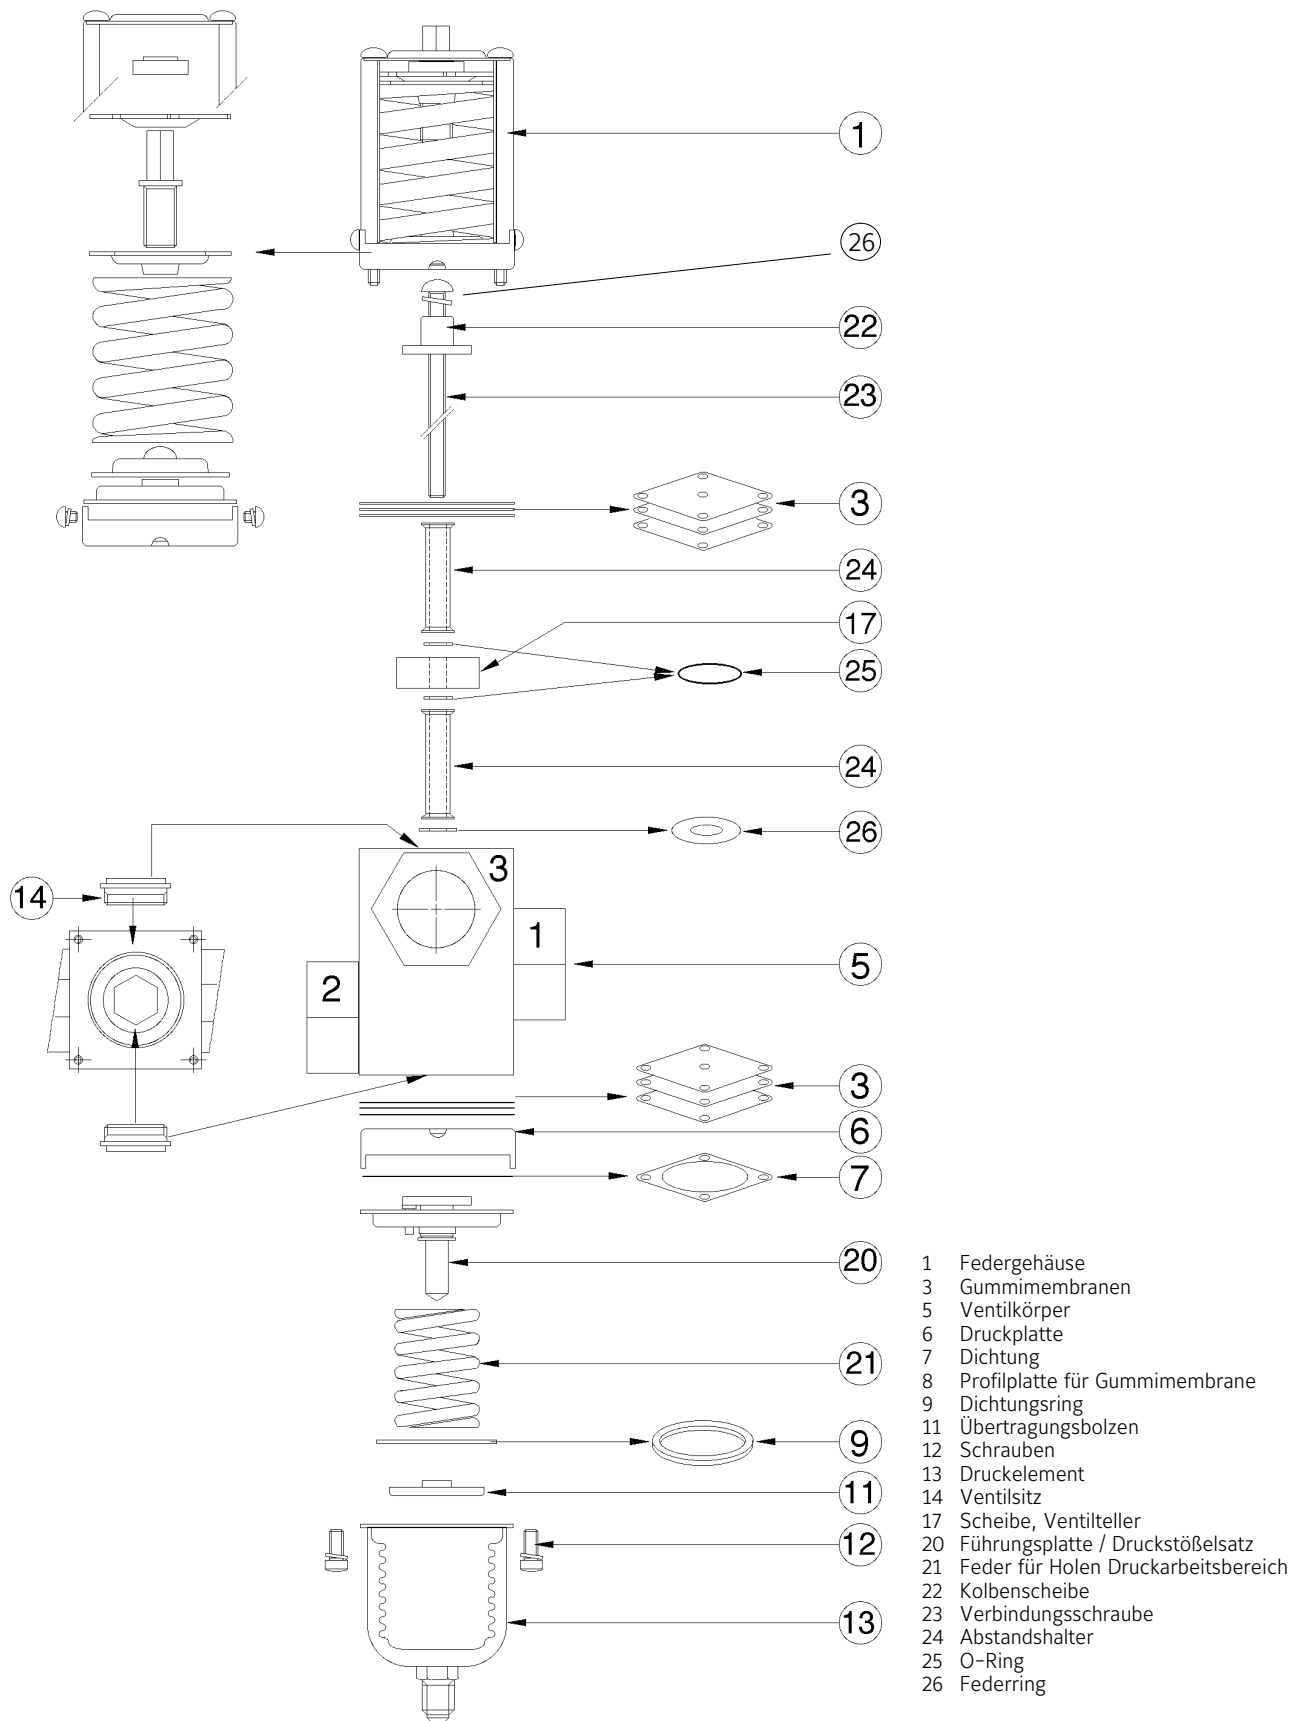 1
26
22
23
3
24
17
25
24
26
14
3
1
2
5
3
6
7
20
21
9
11
12
13
1 Federgehäuse
3 Gummimembranen
5 Ventilkörper
6 Druckplatte
7 Dichtung
8 Profilplatte für Gummimembrane
9 Dichtungsring
11 Übertragungsbolzen
12 Schrauben
13 Druckelement
14 Ventilsitz
17 Scheibe, Ventilteller
20 Führungsplatte / Druckstößelsatz
21 Feder für Holen Druckarbeitsbereich
22 Kolbenscheibe
23 Verbindungsschraube
24 Abstandshalter
25 O-Ring
26 Federring